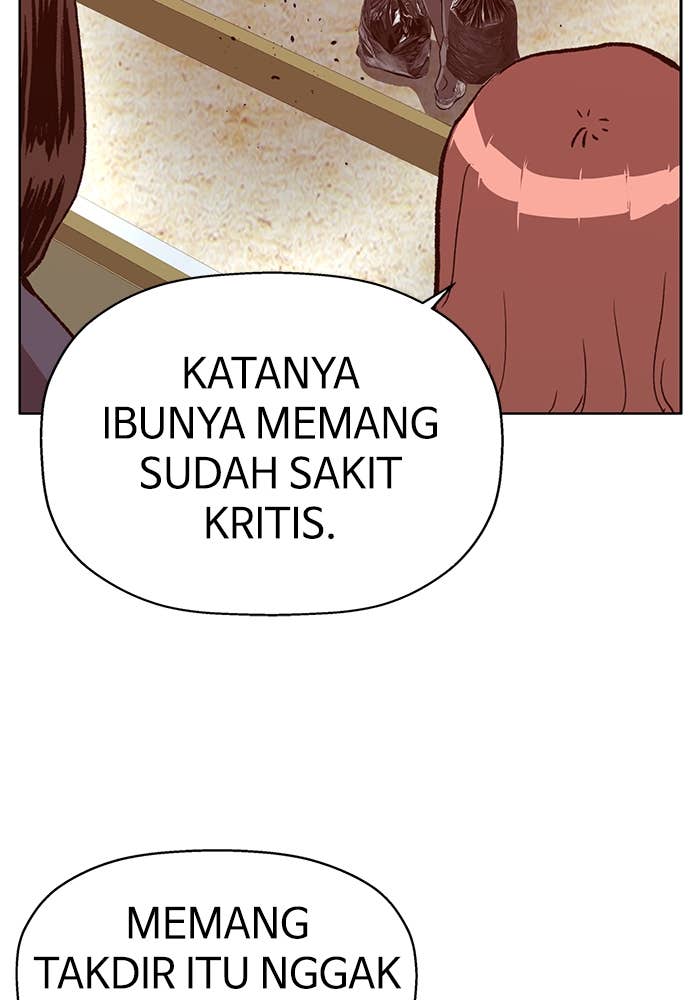 KATANYA
IBUNYA MEMANG
SUDAH SAKIT
KRITIS.
MEMANG
TAKDIR ITU NGGAK